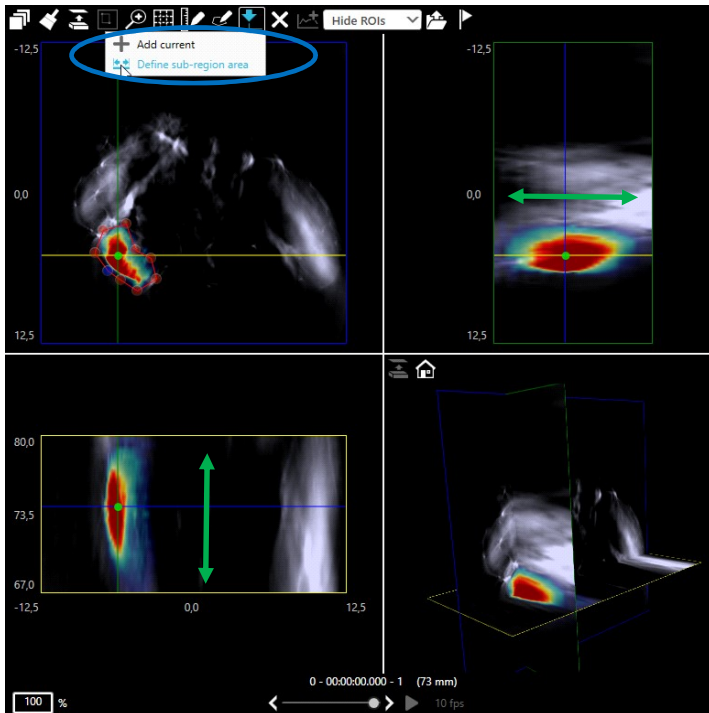 Hide ROIs
Add current
Define sub-region area
-12,5
-12,5
0,0
0,0
12,5
12,5
80,0
73,5
67,0
-12,5 0,0 12,5
0 - 00:00:00.000 - 1 (73 mm)
100 %
10 fps